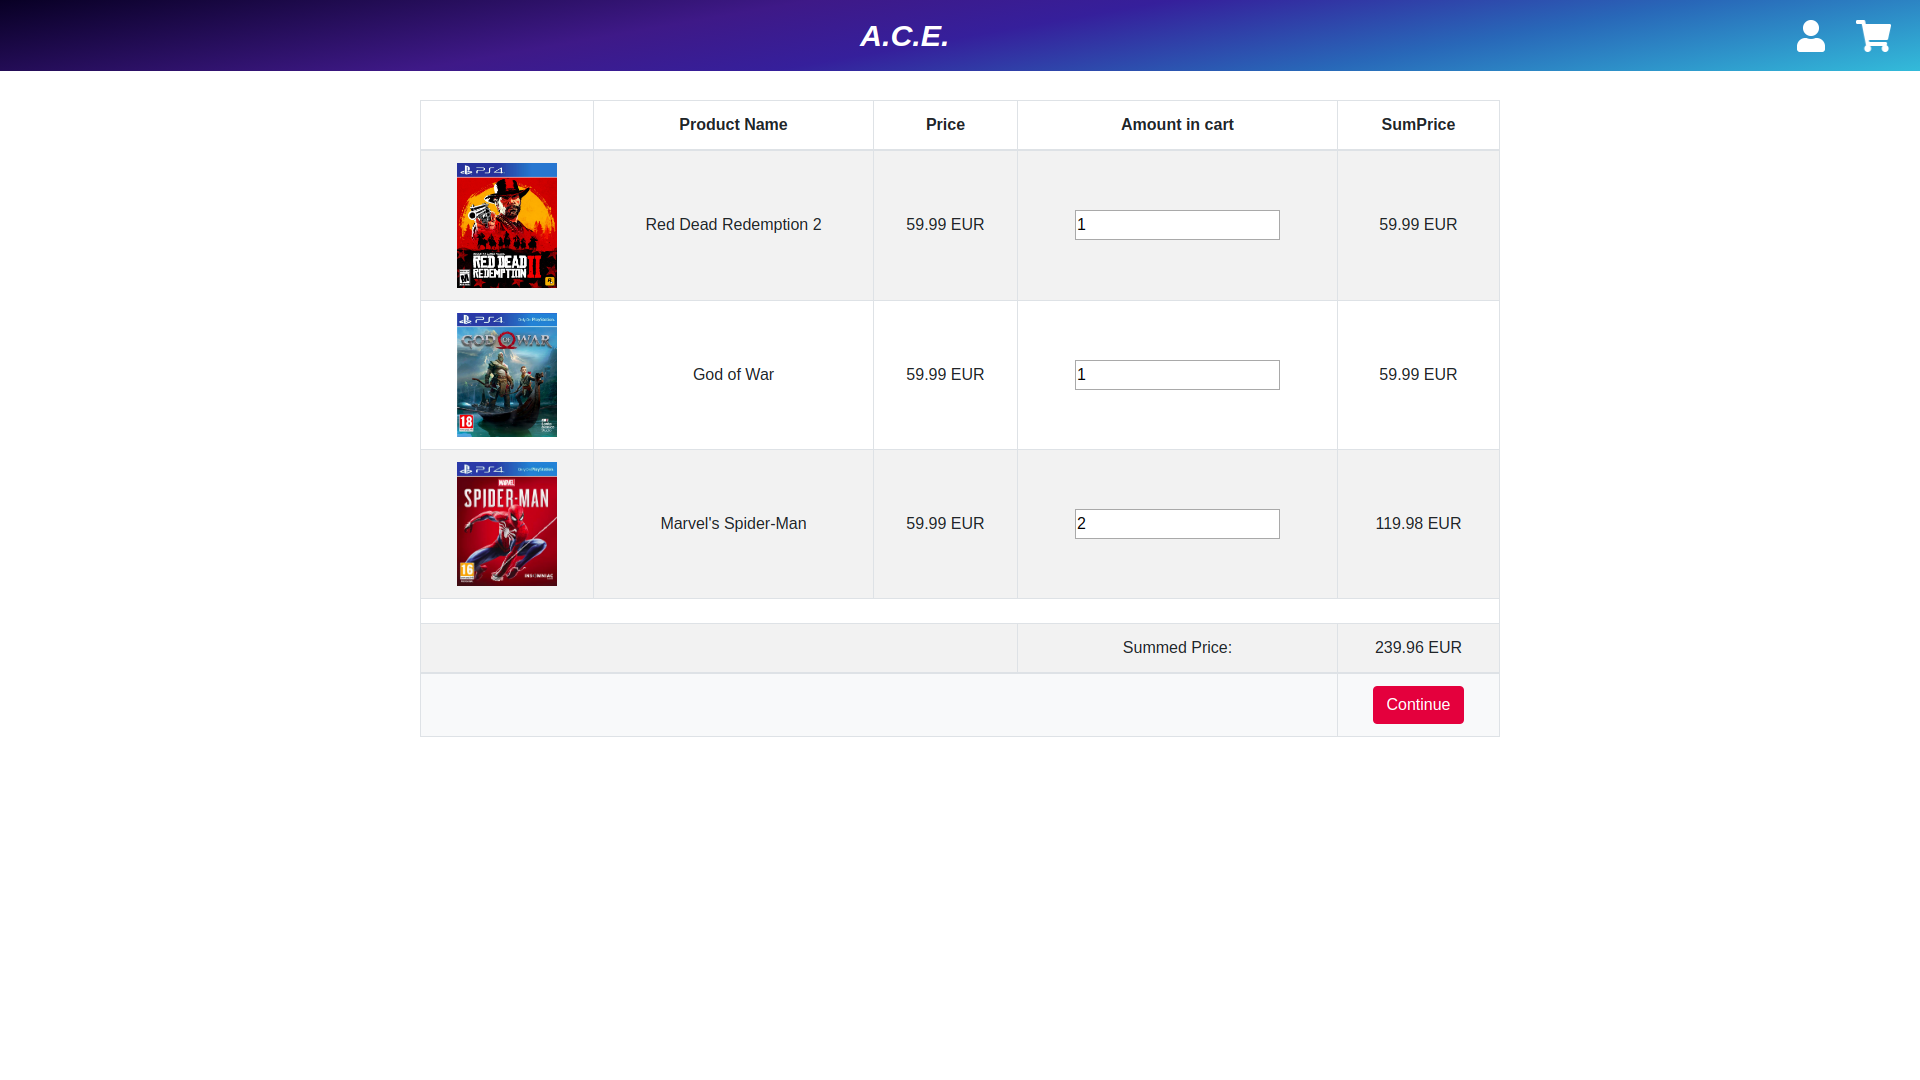 A.C.E.
Product Name Price Amount in cart SumPrice
PS4
RED DEAD
REDEMPTION II
Red Dead Redemption 2 59.99 EUR 1 59.99 EUR
PS4
GOD OF WAR
18
God of War 59.99 EUR 1 59.99 EUR
PS4
MARVEL
SPIDER-MAN
16
INSOMNIAC
Marvel's Spider-Man 59.99 EUR 2 119.98 EUR
Summed Price: 239.96 EUR
Continue